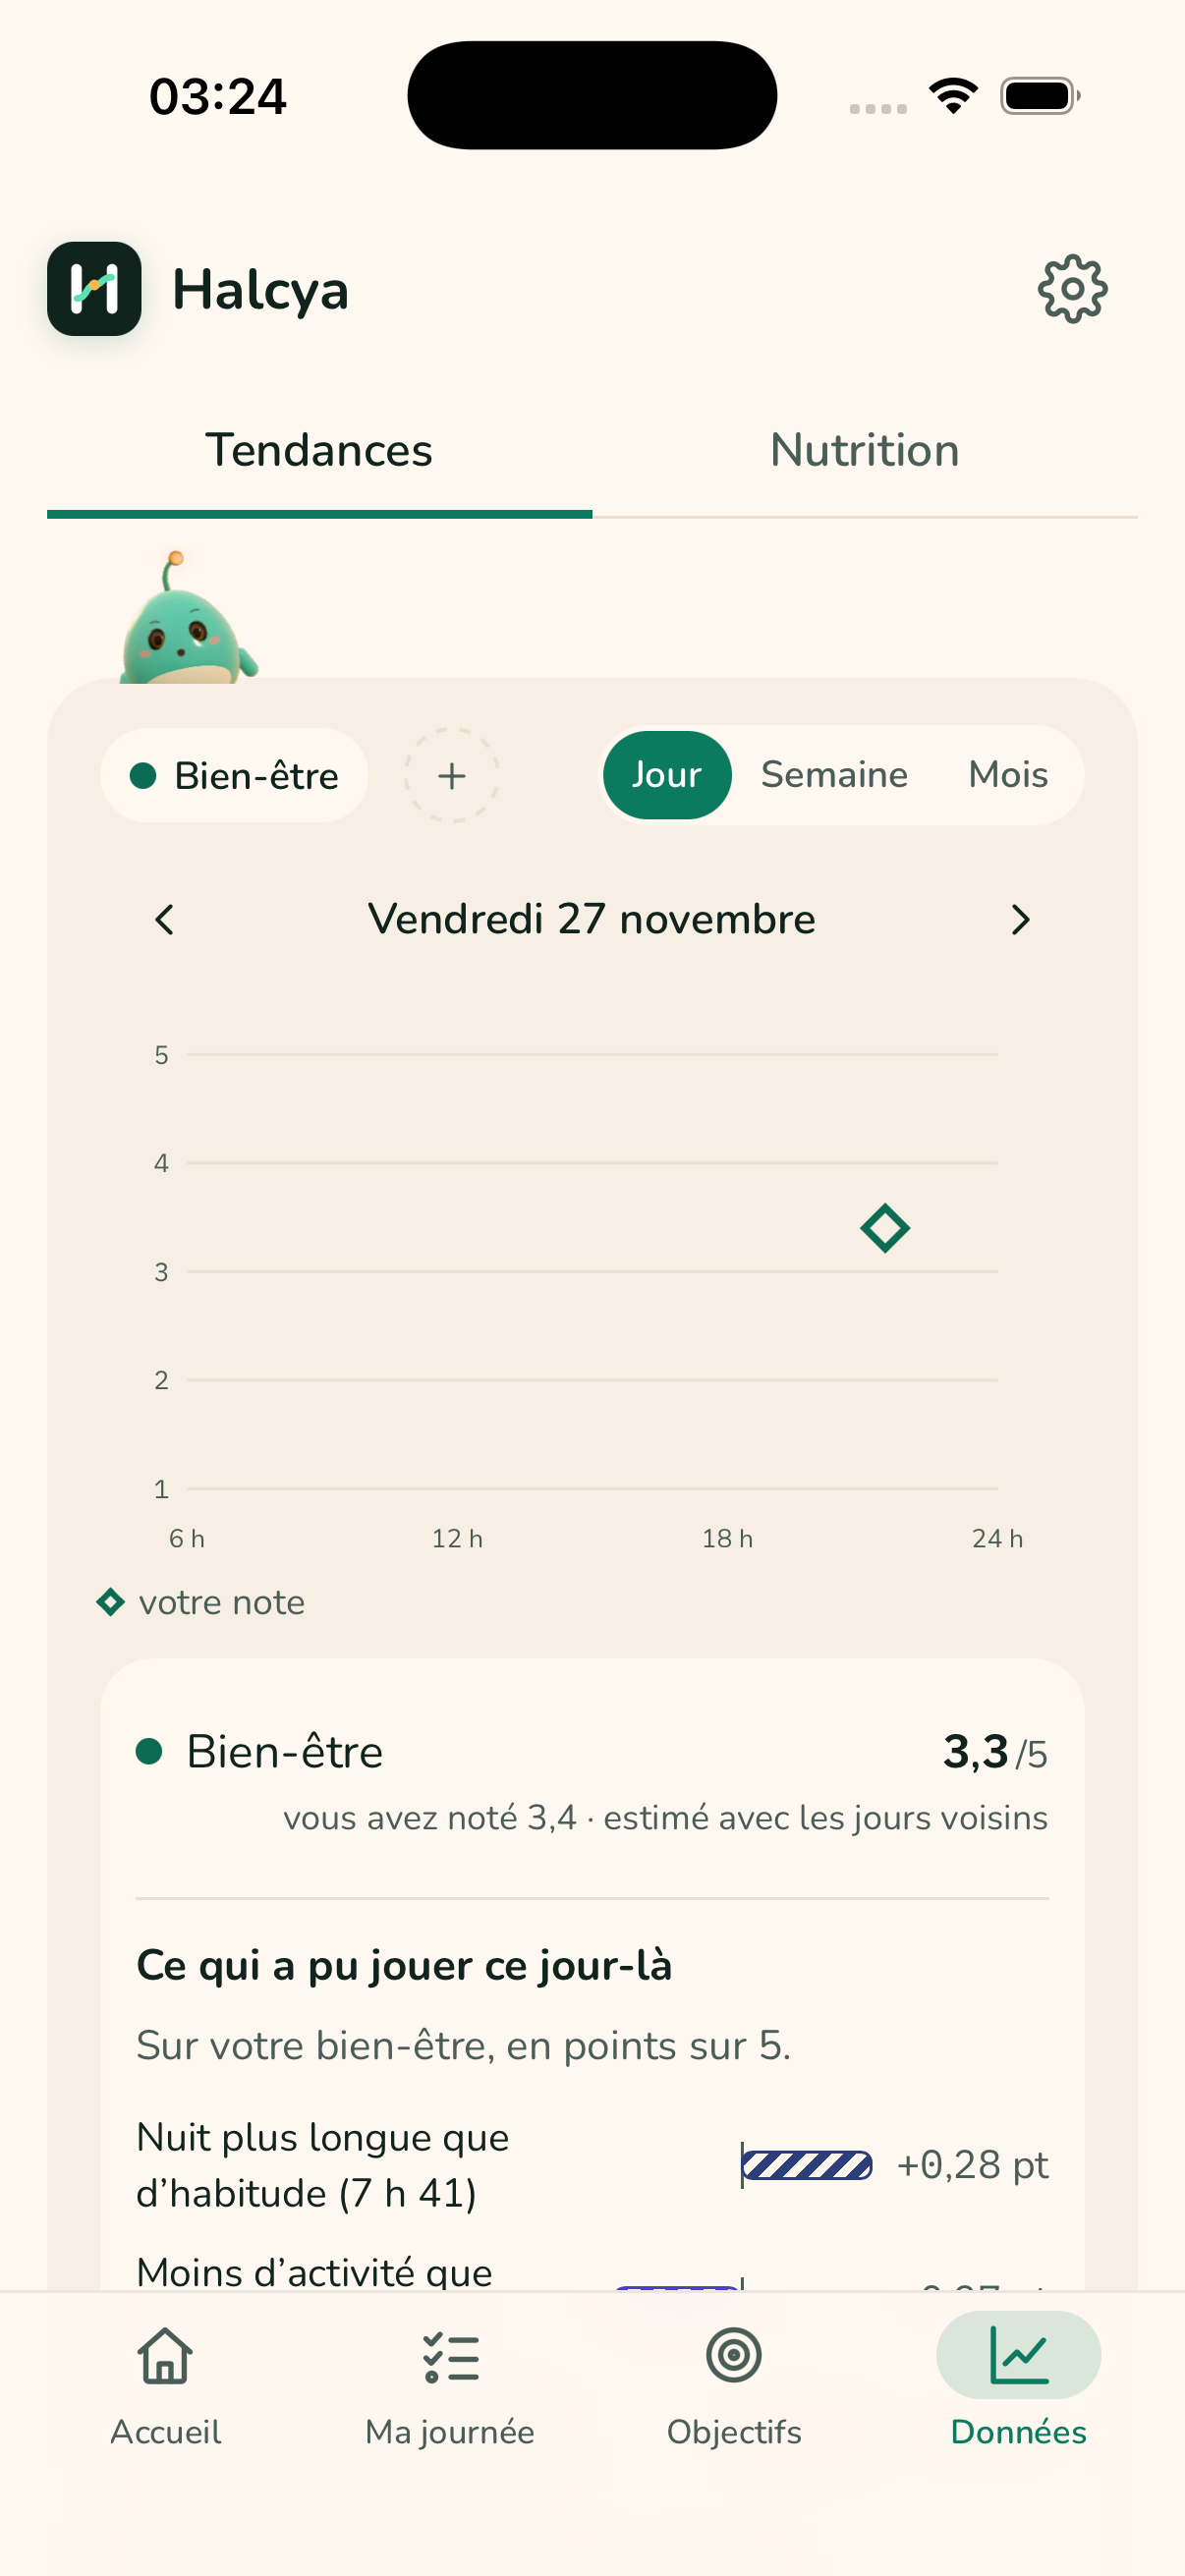 03:24
Halcya
Tendances
Nutrition
Bien-être
+
Jour
Semaine
Mois
Vendredi 27 novembre
5
4
3
2
1
6 h
12 h
18 h
24 h
votre note
Bien-être
3,3 /5
vous avez noté 3,4 · estimé avec les jours voisins
Ce qui a pu jouer ce jour-là
Sur votre bien-être, en points sur 5.
Nuit plus longue que
d’habitude (7 h 41)
+0,28 pt
Moins d’activité que
Accueil
Ma journée
Objectifs
Données